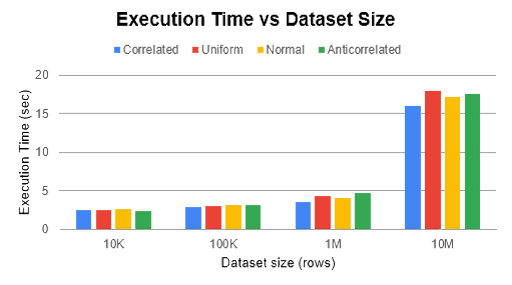 Execution Time vs Dataset Size
Correlated Uniform Normal Anticorrelated
Execution Time (sec)
20
15
10
5
0
10K 100K 1M 10M
Dataset size (rows)